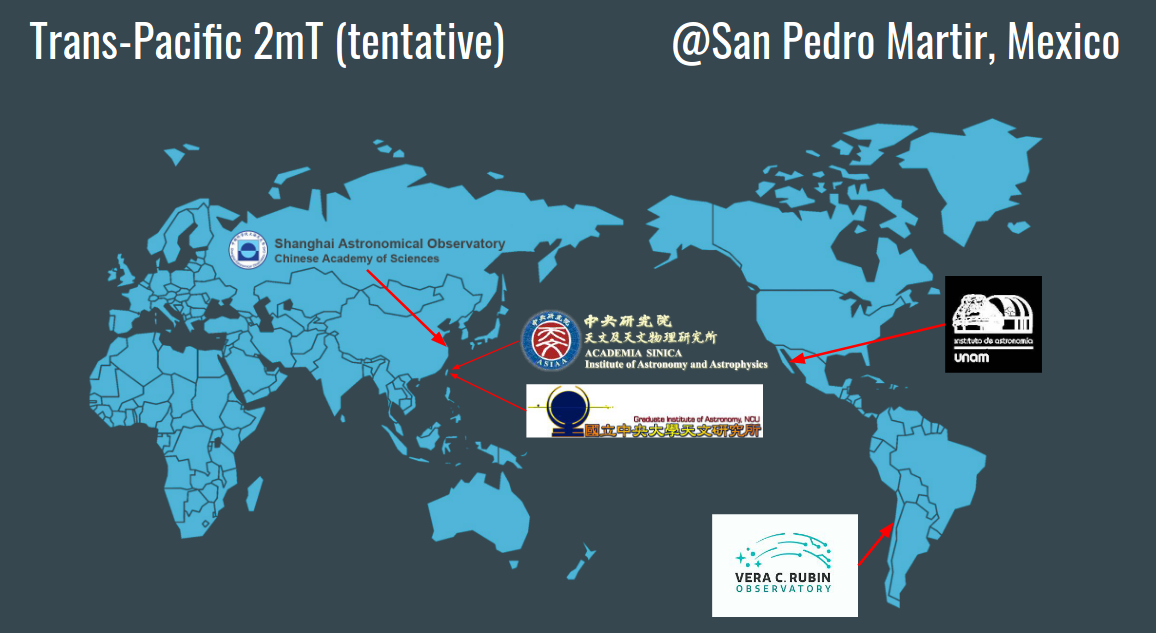 Trans-Pacific 2mT (tentative)
@San Pedro Martir, Mexico
Shanghai Astronomical Observatory
Chinese Academy of Sciences
中央研究院
天文及天文物理研究所
ACADEMIA SINICA
Institute of Astronomy and Astrophysics
ASIAA
instituto de astronomía
unam
Graduate Institute of Astronomy, NCU
國立中央大學天文研究所
VERA C. RUBIN
OBSERVATORY